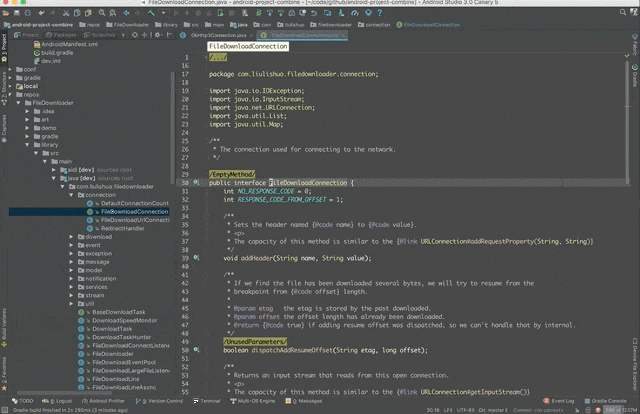 FileDownloadConnection.java - android-project-combine - [~/code/github/android-project-combine] - Android Studio 3.0 Canary 5
android-project-combine
repos
FileDownloader
library
src
main
java
com
liulishuo
filedownloader
connection
FileDownloadConnection
Project
Packages
Scratches
OkHttp3Connection.java
FileDownloadConnection
AndroidManifest.xml
build.gradle
dev.iml
conf
gradle
local
repos
FileDownloader
.idea
art
demo
gradle
library
src
main
aidl [dev] sources root
java [dev] sources root
com.liulishuo.filedownloader
connection
DefaultConnectionCount
FileDownloadConnection
FileDownloadUrlConnection
RedirectHandler
download
event
exception
message
model
notification
services
stream
util
BaseDownloadTask
DownloadSpeedMonitor
DownloadTask
DownloadTaskHunter
FileDownloadConnectListener
FileDownloader
FileDownloadEventPool
FileDownloadLargeFileListener
FileDownloadLine
FileDownloadLineAsync
1 /.../
16
17 package com.liulishuo.filedownloader.connection;
18
19 import java.io.IOException;
20 import java.io.InputStream;
21 import java.net.URLConnection;
22 import java.util.List;
23 import java.util.Map;
24
25 /**
26 * The connection used for connecting to the network.
27 */
28
29 /EmptyMethod/
30 public interface FileDownloadConnection {
31 int NO_RESPONSE_CODE = 0;
32 int RESPONSE_CODE_FROM_OFFSET = 1;
33
34 /**
35 * Sets the header named {@code name} to {@code value}.
36 * <p>
37 * The capacity of this method is similar to the {@link URLConnection#addRequestProperty(String, String)}
38 */
39 void addHeader(String name, String value);
40
41 /**
42 * If we find the file has been downloaded several bytes, we will try to resume from the
43 * breakpoint from {@code offset} length.
44 *
45 * @param etag the etag is stored by the past downloaded.
46 * @param offset the offset length has already been downloaded.
47 * @return {@code true} if adding resume offset was dispatched, so we can't handle that by internal.
48 */
49 /UnusedParameters/
50 boolean dispatchAddResumeOffset(String etag, long offset);
51
52 /**
53 * Returns an input stream that reads from this open connection.
54 * <p>
55 * The capacity of this method is similar to the {@link URLConnection#getInputStream()}
TODO
Logcat
Android Profiler
9: Version Control
Terminal
Multi-OS Engine
0: Messages
Event Log
Gradle Console
Gradle build finished in 2s 290ms (3 minutes ago)
30:18
LF
UTF-8
Git: master
1: Project
Z: Structure
Captures
Build Variants
2: Favorites
Gradle
Device File Explorer